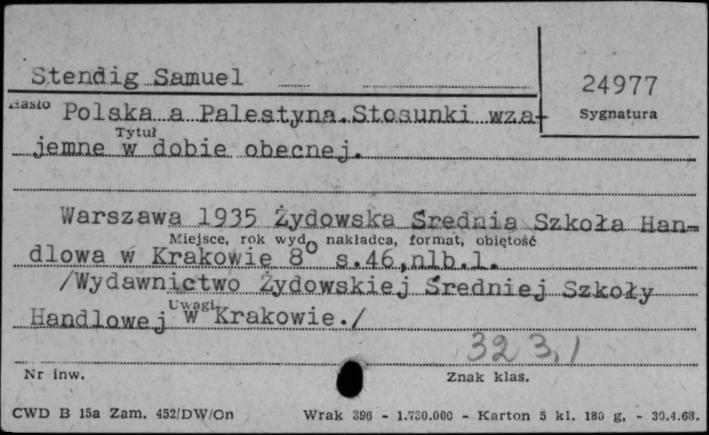 Stendig Samuel
24977
Hasło
Sygnatura
Polska a Palestyna. Stosunki wza-
Tytuł
jemne w dobie obecnej.
Warszawa 1935 Żydowska Średnia Szkoła Han=
Miejsce, rok wyd., nakładca, format, objętość
dlowa w Krakowie 8° s.46,nlb.1.
/Wydawnictwo Żydowskiej Średniej Szkoły
Uwagi
Handlowej w Krakowie./
323,1
Nr inw.
Znak klas.
CWD B 15a Zam. 452/DW/On
Wrak 396 - 1.730.000 - Karton 5 kl. 180 g, - 30.4.68.